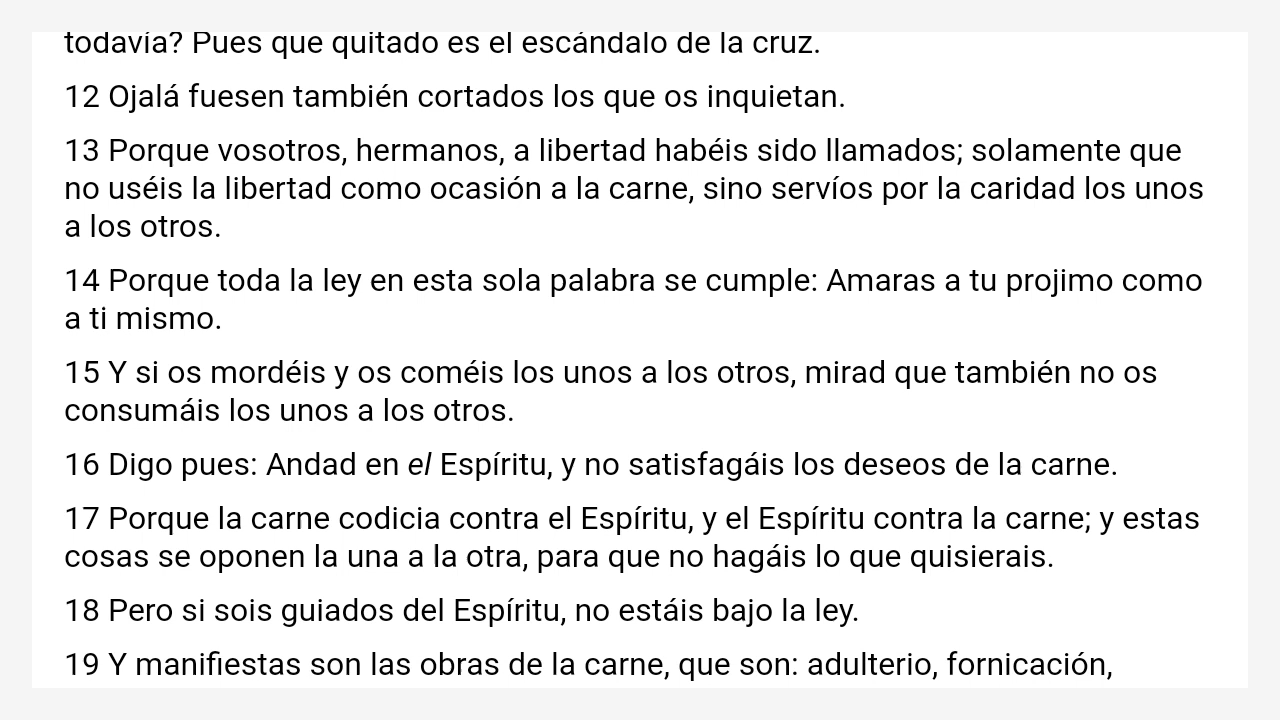 todavía? Pues que quitado es el escándalo de la cruz.
12 Ojalá fuesen también cortados los que os inquietan.
13 Porque vosotros, hermanos, a libertad habéis sido llamados; solamente que
no uséis la libertad como ocasión a la carne, sino servíos por la caridad los unos
a los otros.
14 Porque toda la ley en esta sola palabra se cumple: Amaras a tu projimo como
a ti mismo.
15 Y si os mordéis y os coméis los unos a los otros, mirad que también no os
consumáis los unos a los otros.
16 Digo pues: Andad en el Espíritu, y no satisfagáis los deseos de la carne.
17 Porque la carne codicia contra el Espíritu, y el Espíritu contra la carne; y estas
cosas se oponen la una a la otra, para que no hagáis lo que quisierais.
18 Pero si sois guiados del Espíritu, no estáis bajo la ley.
19 Y manifiestas son las obras de la carne, que son: adulterio, fornicación,